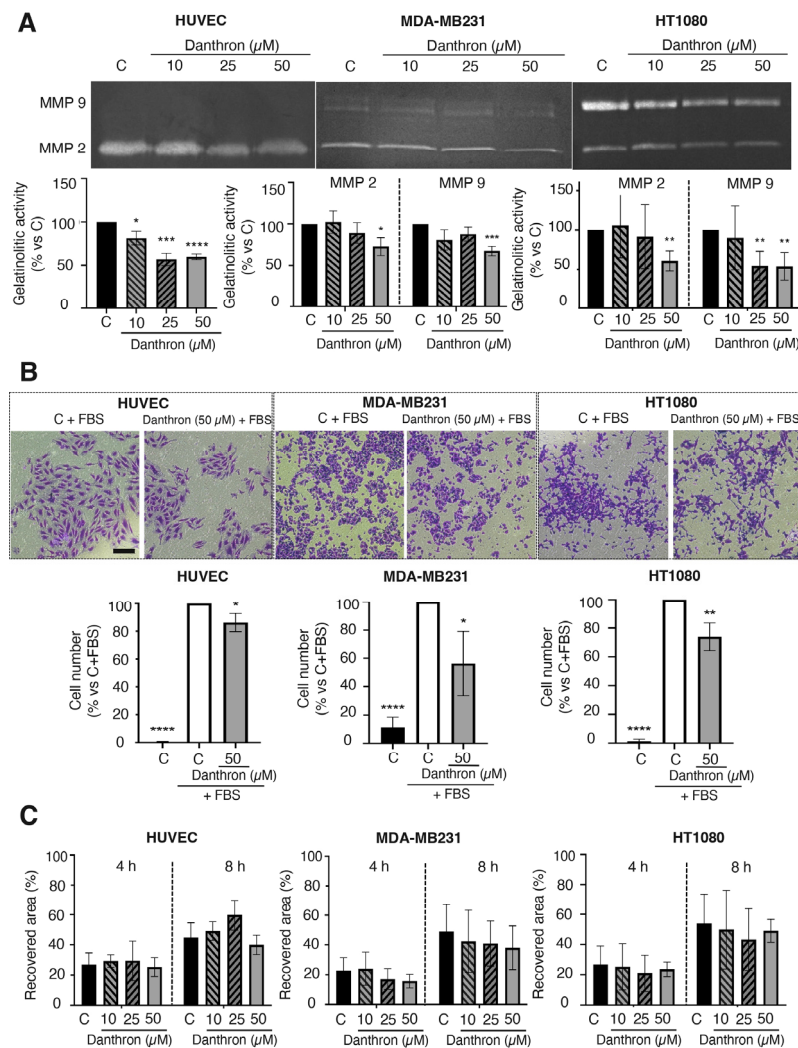 A
HUVEC
MDA-MB231
HT1080
Danthron (µM)
Danthron (µM)
Danthron (µM)
C 10 25 50
C 10 25 50
C 10 25 50
MMP 9
MMP 2
Gelatinolitic activity
(% vs C)
150
100
50
0
* *** ****
C 10 25 50
Danthron (µM)
Gelatinolitic activity
(% vs C)
150
100
50
0
MMP 2 MMP 9
* ***
C 10 25 50 C 10 25 50
Danthron (µM) Danthron (µM)
Gelatinolitic activity
(% vs C)
150
100
50
0
MMP 2 MMP 9
** ** **
C 10 25 50 C 10 25 50
Danthron (µM) Danthron (µM)
B
HUVEC
C + FBS Danthron (50 µM) + FBS
MDA-MB231
C + FBS Danthron (50 µM) + FBS
HT1080
C + FBS Danthron (50 µM) + FBS
HUVEC
Cell number
(% vs C+FBS)
100
80
60
40
20
0
**** *
C C 50
Danthron (µM)
+ FBS
MDA-MB231
Cell number
(% vs C+FBS)
100
80
60
40
20
0
**** *
C C 50
Danthron (µM)
+ FBS
HT1080
Cell number
(% vs C+FBS)
100
80
60
40
20
0
**** **
C C 50
Danthron (µM)
+ FBS
C
HUVEC
Recovered area (%)
100
80
60
40
20
0
4 h 8 h
C 10 25 50 C 10 25 50
Danthron (µM) Danthron (µM)
MDA-MB231
Recovered area (%)
100
80
60
40
20
0
4 h 8 h
C 10 25 50 C 10 25 50
Danthron (µM) Danthron (µM)
HT1080
Recovered area (%)
100
80
60
40
20
0
4 h 8 h
C 10 25 50 C 10 25 50
Danthron (µM) Danthron (µM)